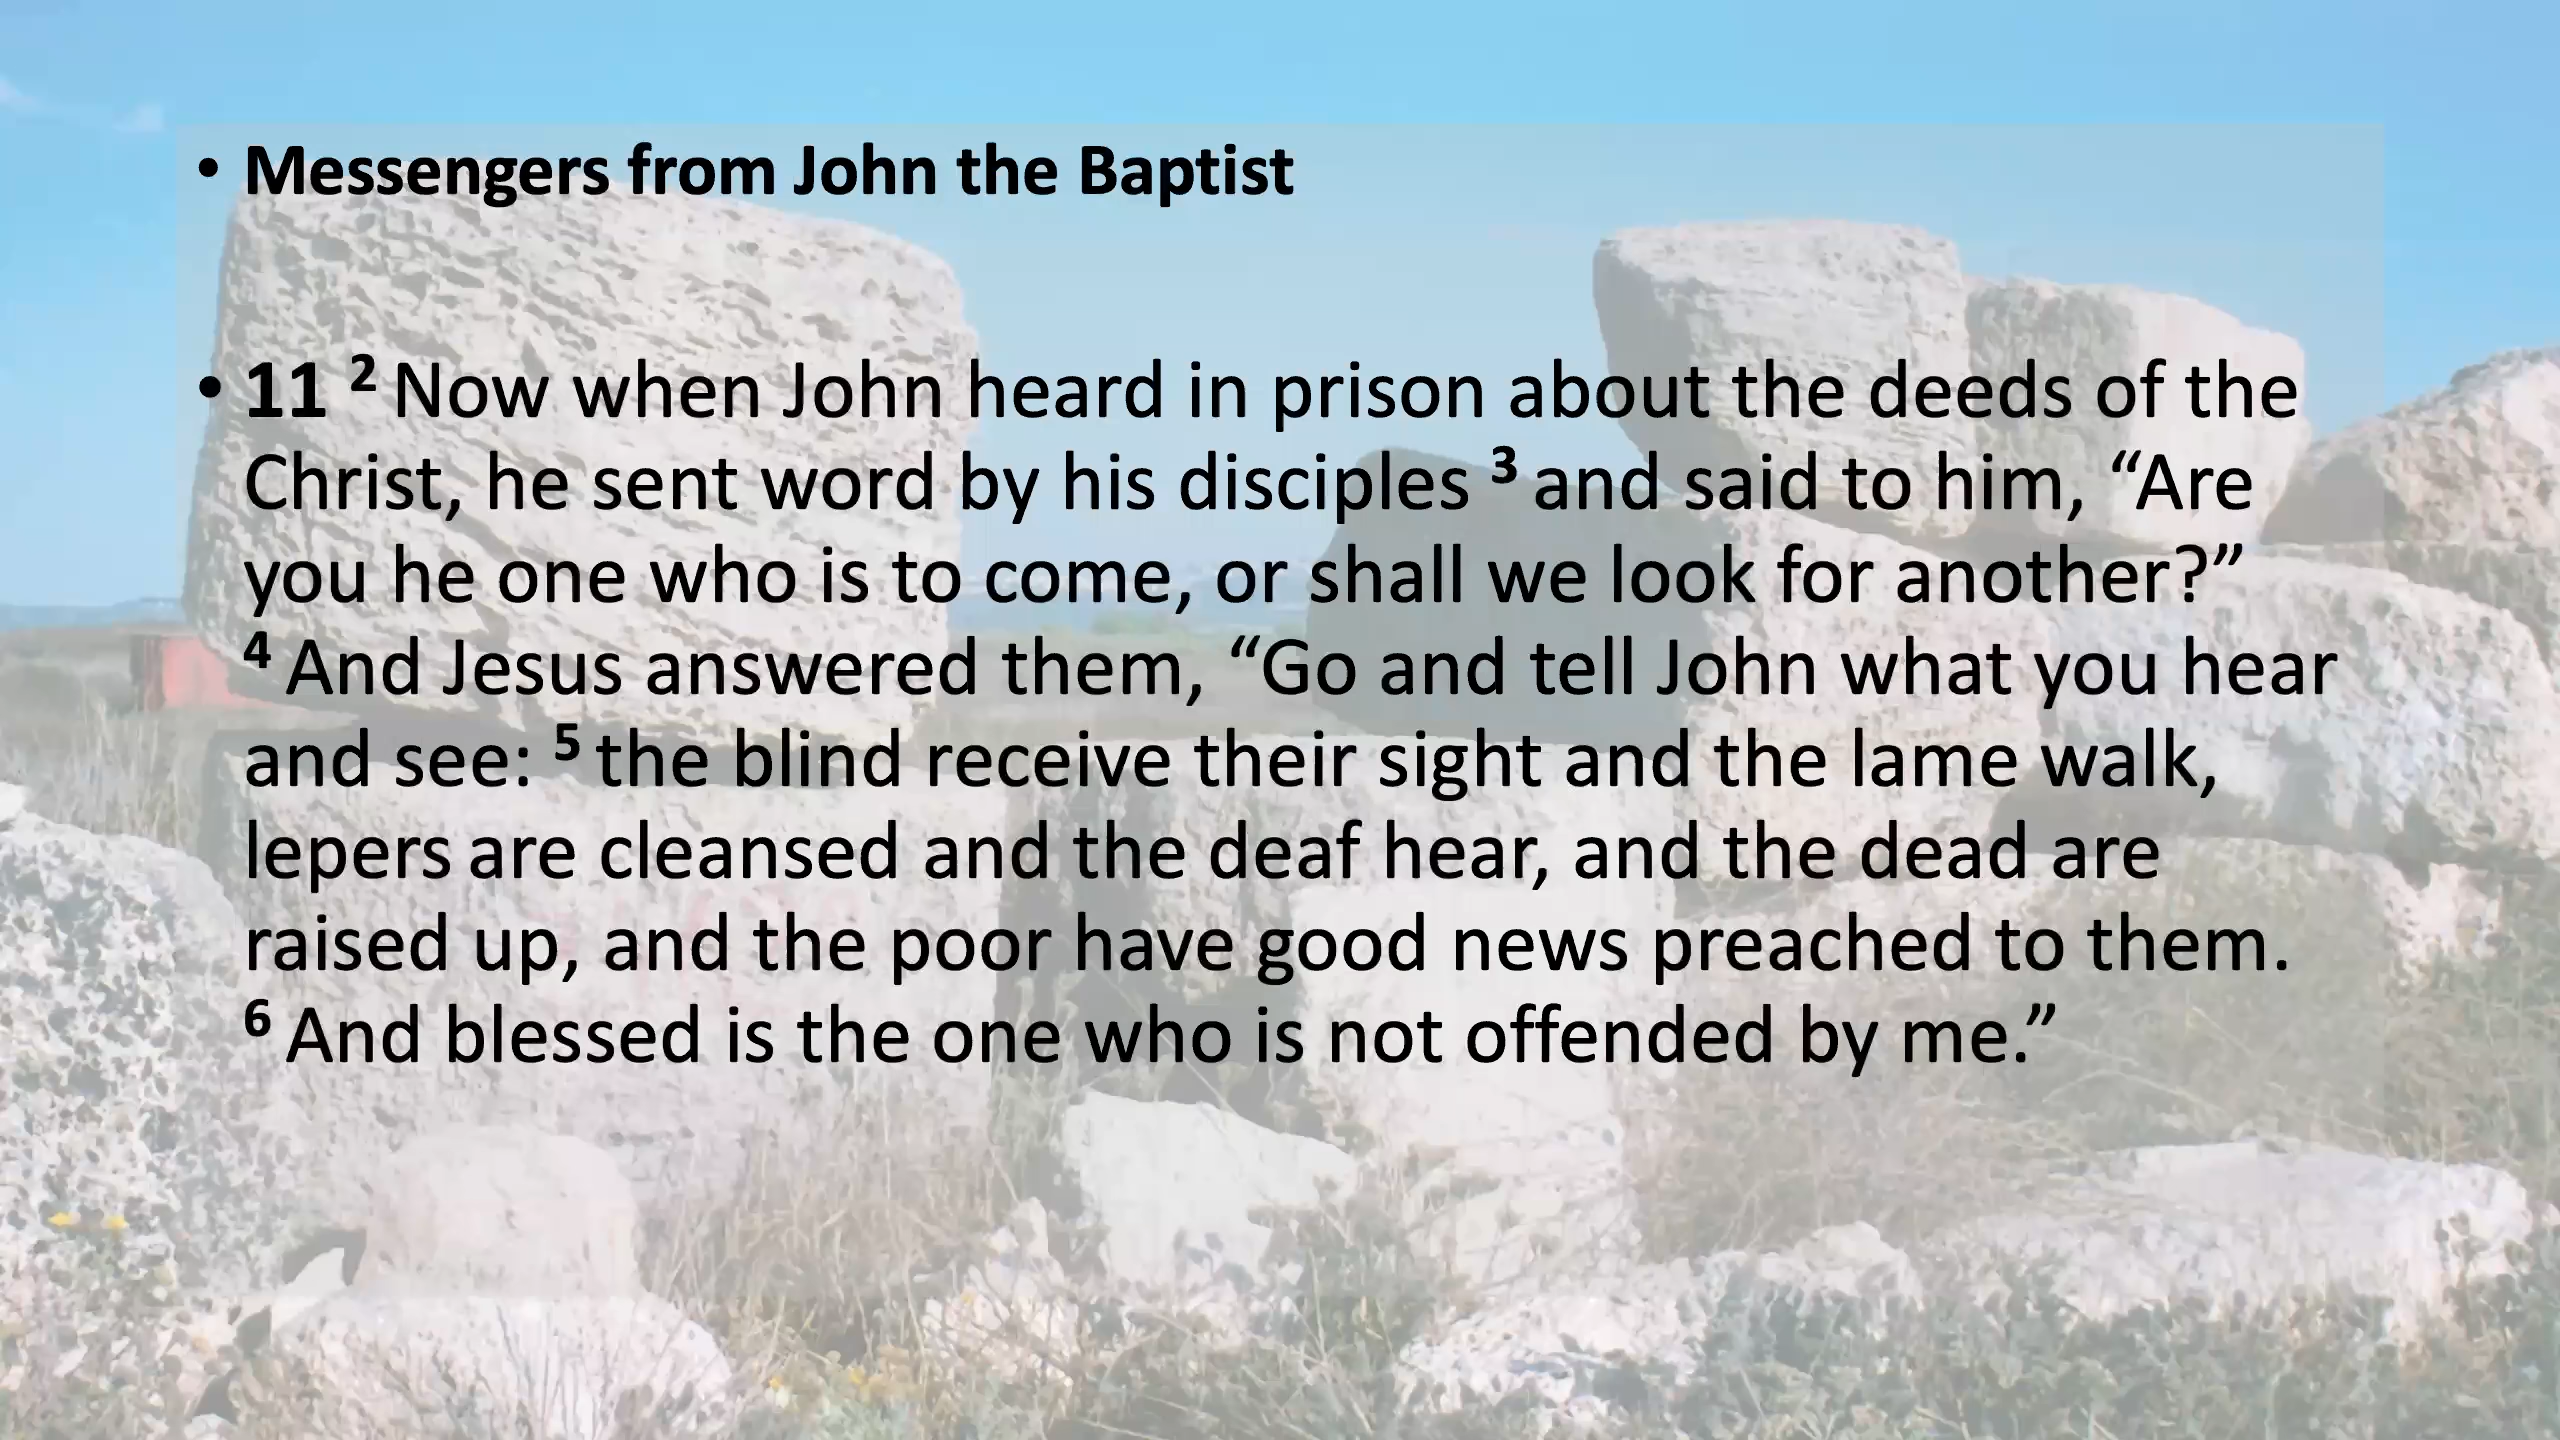 • Messengers from John the Baptist
• 11 2 Now when John heard in prison about the deeds of the
Christ, he sent word by his disciples 3 and said to him, “Are
you he one who is to come, or shall we look for another?”
4 And Jesus answered them, “Go and tell John what you hear
and see: 5 the blind receive their sight and the lame walk,
lepers are cleansed and the deaf hear, and the dead are
raised up, and the poor have good news preached to them.
6 And blessed is the one who is not offended by me.”